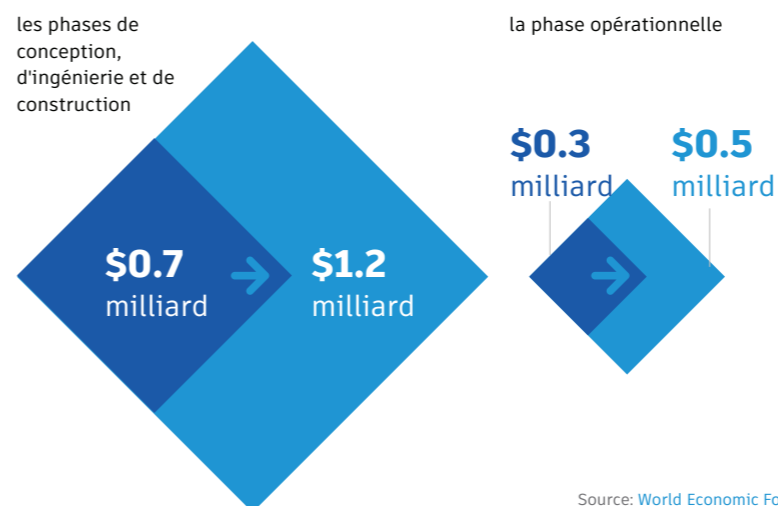 les phases de
conception,
d'ingénierie et de
construction
la phase opérationnelle
$0.3
milliard
$0.5
milliard
$0.7
milliard
$1.2
milliard
Source: World Economic Fo